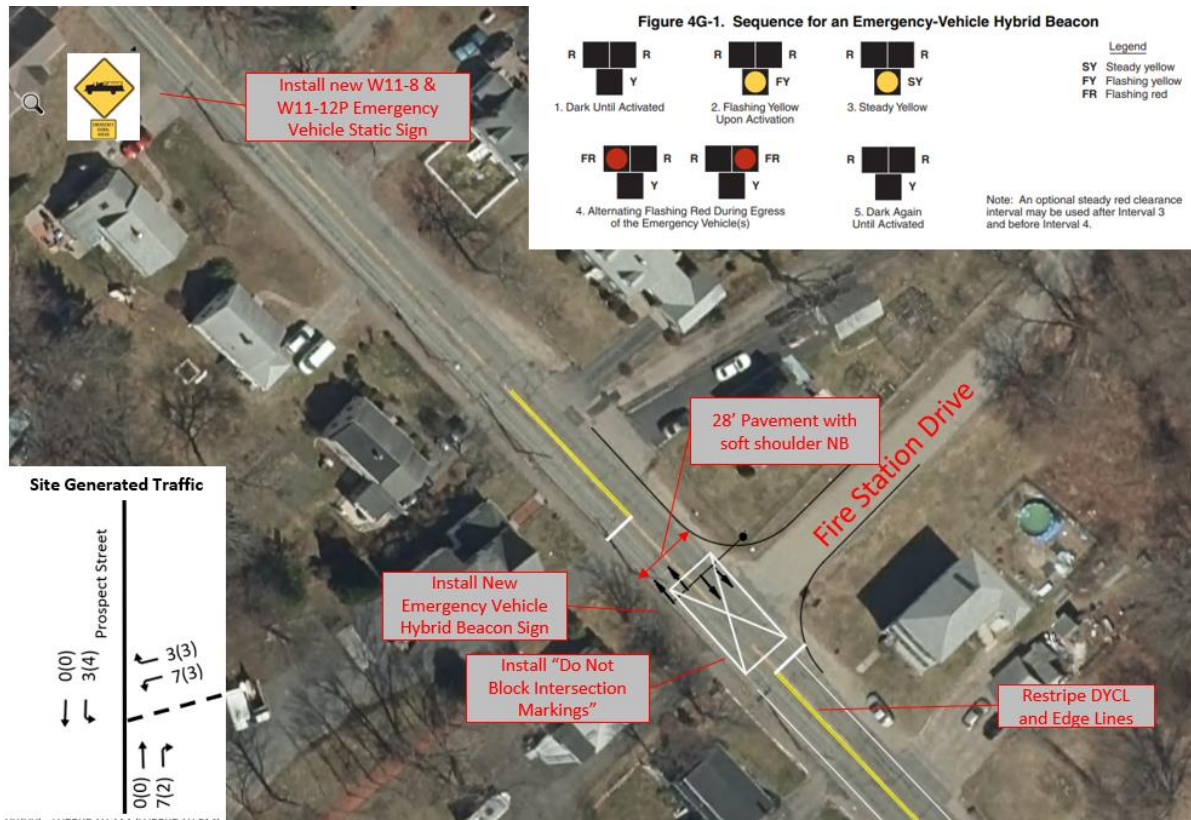 Figure 4G-1. Sequence for an Emergency-Vehicle Hybrid Beacon
R R
Y
1. Dark Until Activated
R R
FY
2. Flashing Yellow
Upon Activation
R R
SY
3. Steady Yellow
Legend
SY Steady yellow
FY Flashing yellow
FR Flashing red
FR R
Y
R FR
Y
4. Alternating Flashing Red During Egress
of the Emergency Vehicle(s)
R R
Y
5. Dark Again
Until Activated
Note: An optional steady red clearance
interval may be used after Interval 3
and before Interval 4.
Install new W11-8 &
W11-12P Emergency
Vehicle Static Sign
28' Pavement with
soft shoulder NB
Fire Station Drive
Install New
Emergency Vehicle
Hybrid Beacon Sign
Install “Do Not
Block Intersection
Markings”
Restripe DYCL
and Edge Lines
Site Generated Traffic
Prospect Street
0(0)
3(4)
3(3)
7(3)
0(0)
7(2)